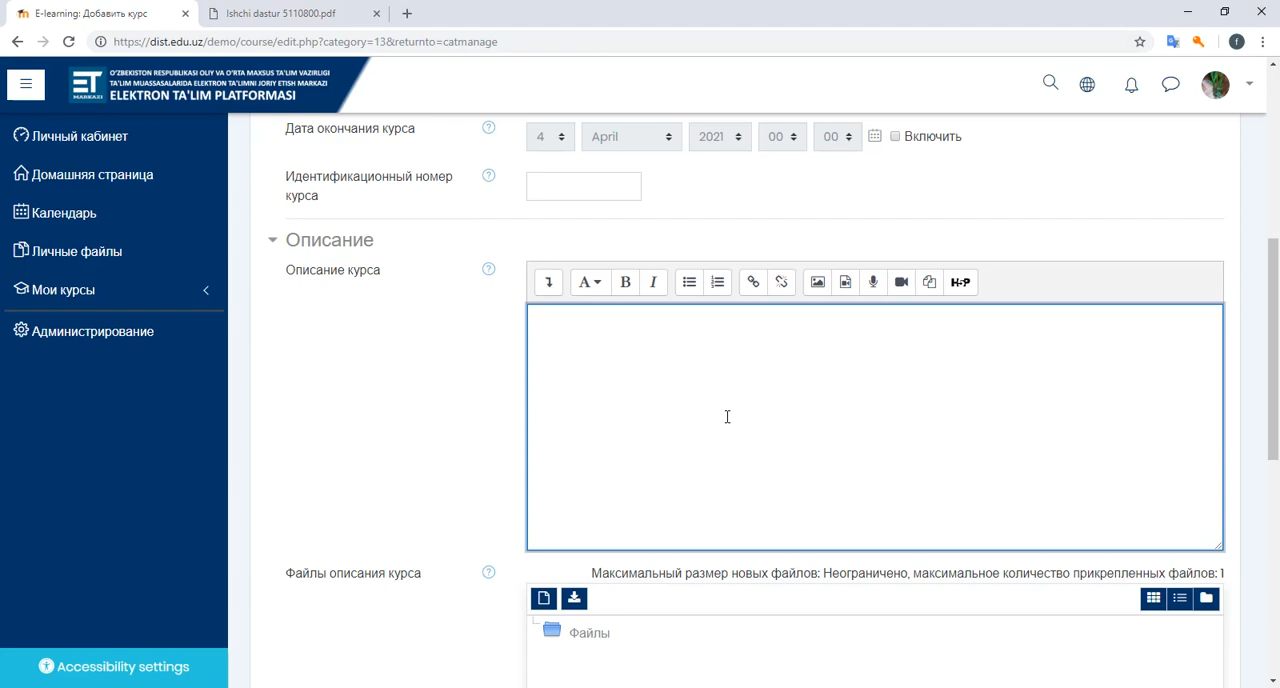 E-learning: Добавить курс
Ishchi dastur 5110800.pdf
https://dist.edu.uz/demo/course/edit.php?category=13&returnto=catmanage
f
ET
MARKAZI
O'ZBEKISTON RESPUBLIKASI OLIY VA O'RTA MAXSUS TA'LIM VAZIRLIGI
TA'LIM MUASSASALARIDA ELEKTRON TA'LIMNI JORIY ETISH MARKAZI
ELEKTRON TA'LIM PLATFORMASI
Личный кабинет
Домашняя страница
Календарь
Личные файлы
Мои курсы
Администрирование
Accessibility settings
Дата окончания курса
4 April 2021 00 00 Включить
Идентификационный номер
курса
Описание
Описание курса
A B I H-P
Файлы описания курса
Максимальный размер новых файлов: Неограничено, максимальное количество прикрепленных файлов: 1
Файлы